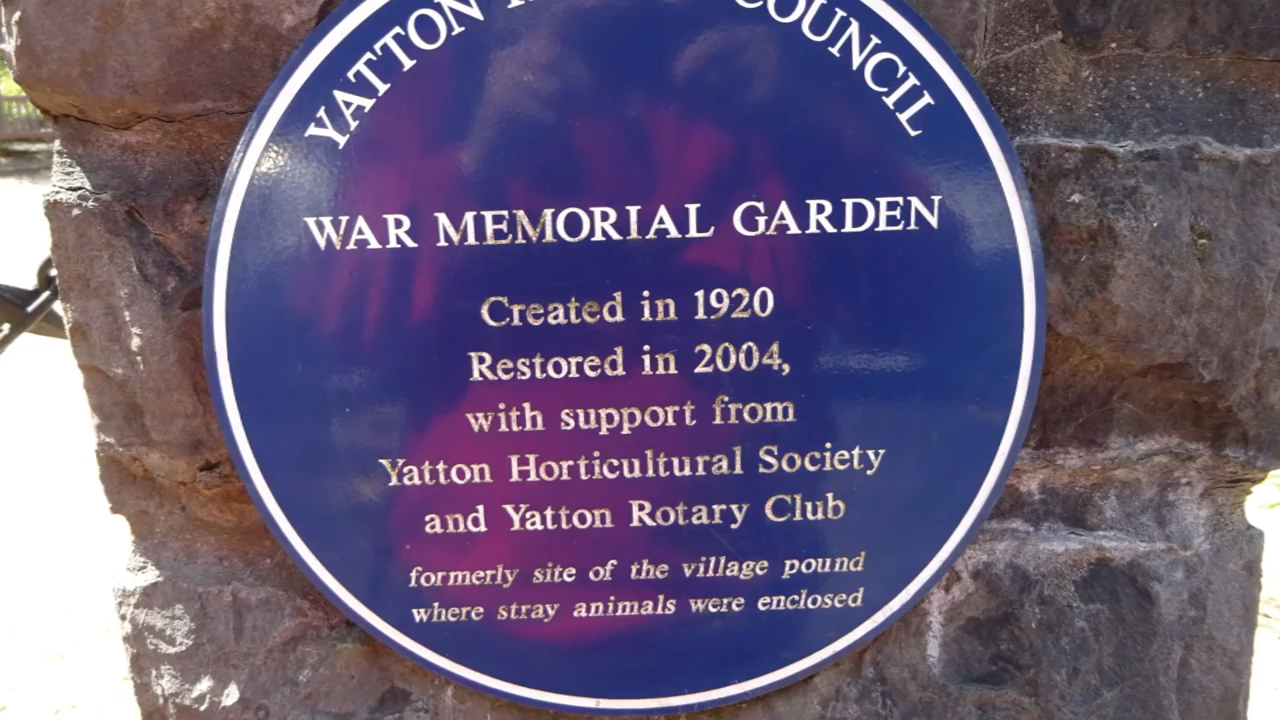 YATTON COUNCIL
WAR MEMORIAL GARDEN
Created in 1920
Restored in 2004,
with support from
Yatton Horticultural Society
and Yatton Rotary Club
formerly site of the village pound
where stray animals were enclosed